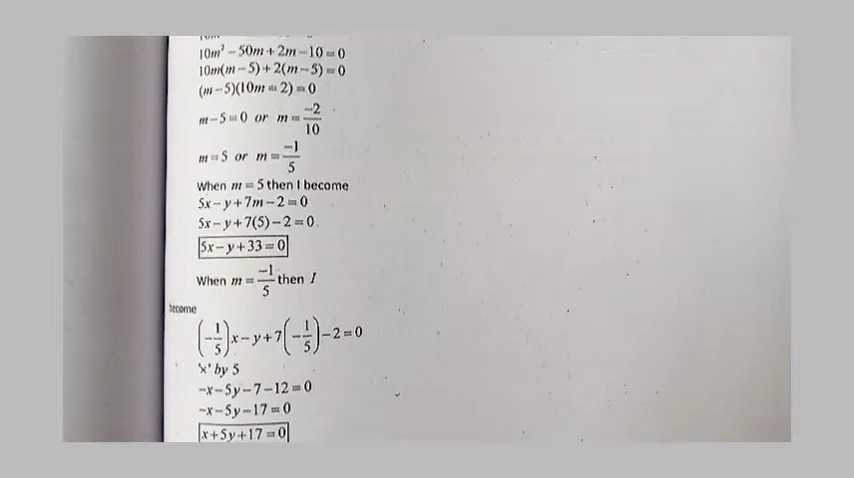 10m² - 50m + 2m - 10 = 0
10m(m - 5) + 2(m - 5) = 0
(m - 5)(10m = 2) = 0
m - 5 = 0 or m = -2/10
m = 5 or m = -1/5
When m = 5 then I become
5x - y + 7m - 2 = 0
5x - y + 7(5) - 2 = 0.
5x - y + 33 = 0
When m = -1/5 then I
become
(-1/5)x - y + 7(-1/5) - 2 = 0
'x' by 5
-x - 5y - 7 - 12 = 0
-x - 5y - 17 = 0
x + 5y + 17 = 0